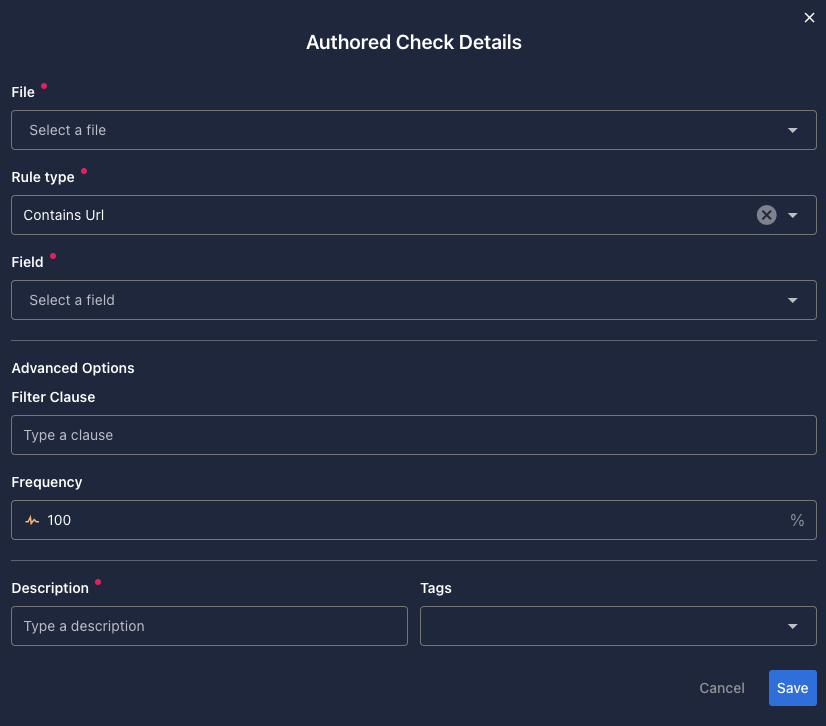 Authored Check Details
File
Select a file
Rule type
Contains Url
Field
Select a field
Advanced Options
Filter Clause
Type a clause
Frequency
100 %
Description
Type a description
Tags
Cancel Save